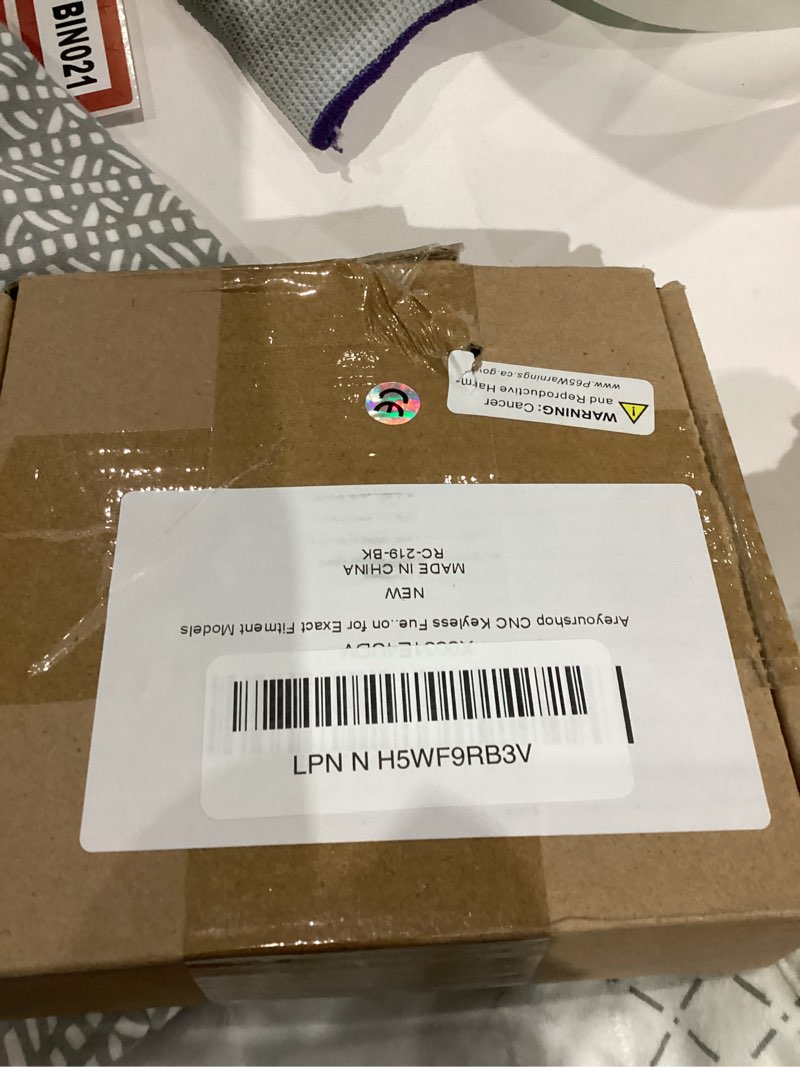 BIN021
WARNING: Cancer
and Reproductive Harm-
www.P65Warnings.ca.gov
CE
Areyourshop CNC Keyless Fue...on for Exact Fitment Models
NEW
MADE IN CHINA
RC-219-BK
LPN N H5WF9RB3V